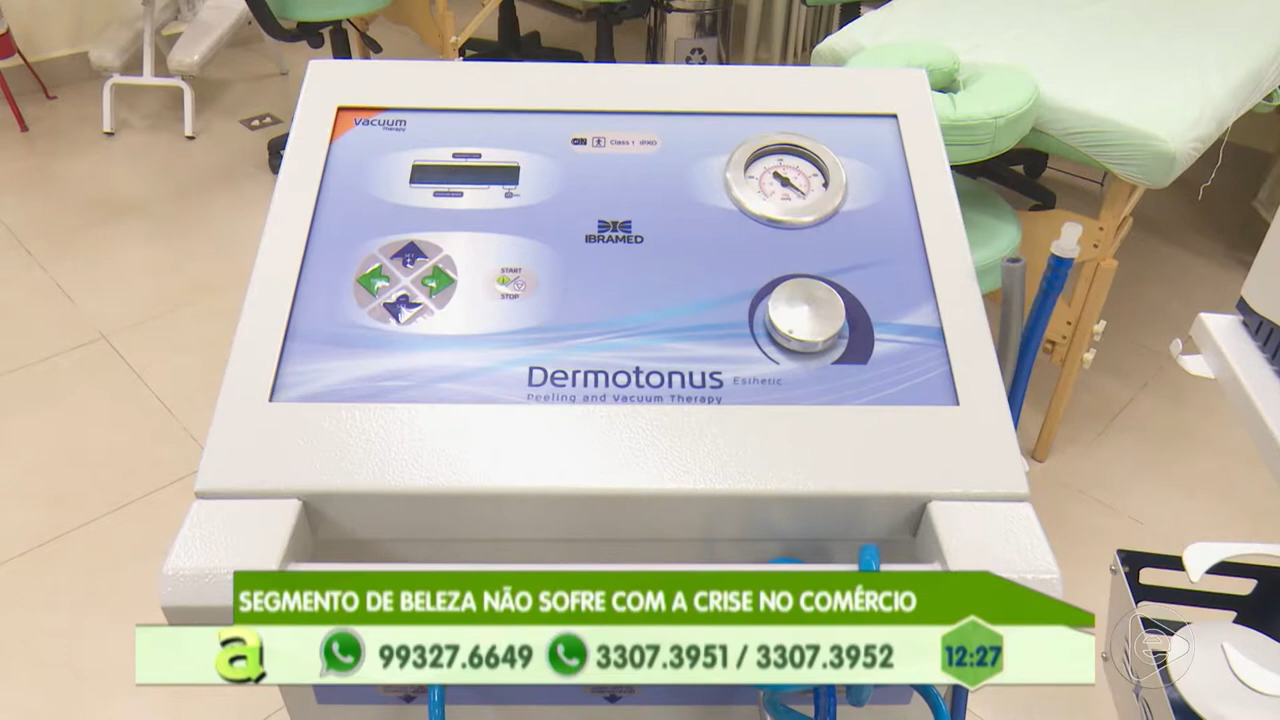 Vacuum
Therapy
Class 1 IPX0
IBRAMED
START
STOP
Dermotonus Esthetic
Peeling and Vacuum Therapy
SEGMENTO DE BELEZA NÃO SOFRE COM A CRISE NO COMÉRCIO
a 99327.6649 3307.3951 / 3307.3952 12:27